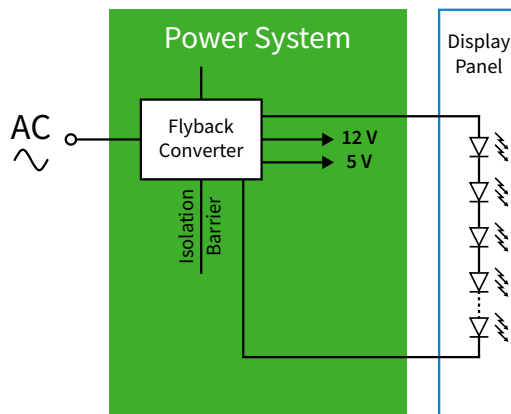 Power System
Display
Panel
AC
Flyback
Converter
12 V
5 V
Isolation
Barrier